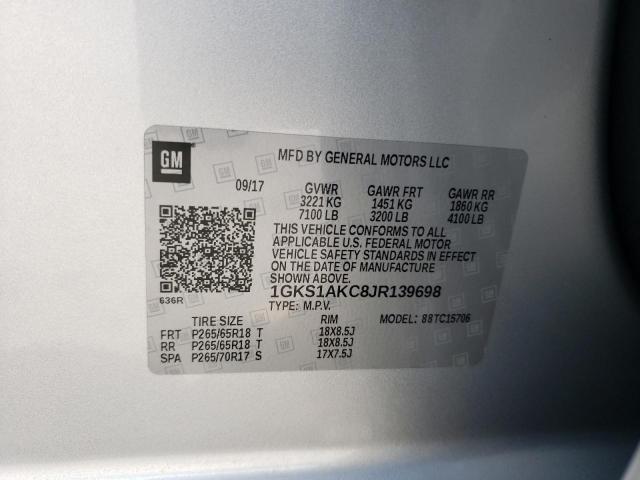 GM
MFD BY GENERAL MOTORS LLC
09/17 GVWR GAWR FRT GAWR RR
3221 KG 1451 KG 1860 KG
7100 LB 3200 LB 4100 LB
THIS VEHICLE CONFORMS TO ALL
APPLICABLE U.S. FEDERAL MOTOR
VEHICLE SAFETY STANDARDS IN EFFECT
ON THE DATE OF MANUFACTURE
SHOWN ABOVE.
636R
1GKS1AKC8JR139698
TYPE: M.P.V.
TIRE SIZE RIM MODEL: 88TC15706
FRT P265/65R18 T 18X8.5J
RR P265/65R18 T 18X8.5J
SPA P265/70R17 S 17X7.5J